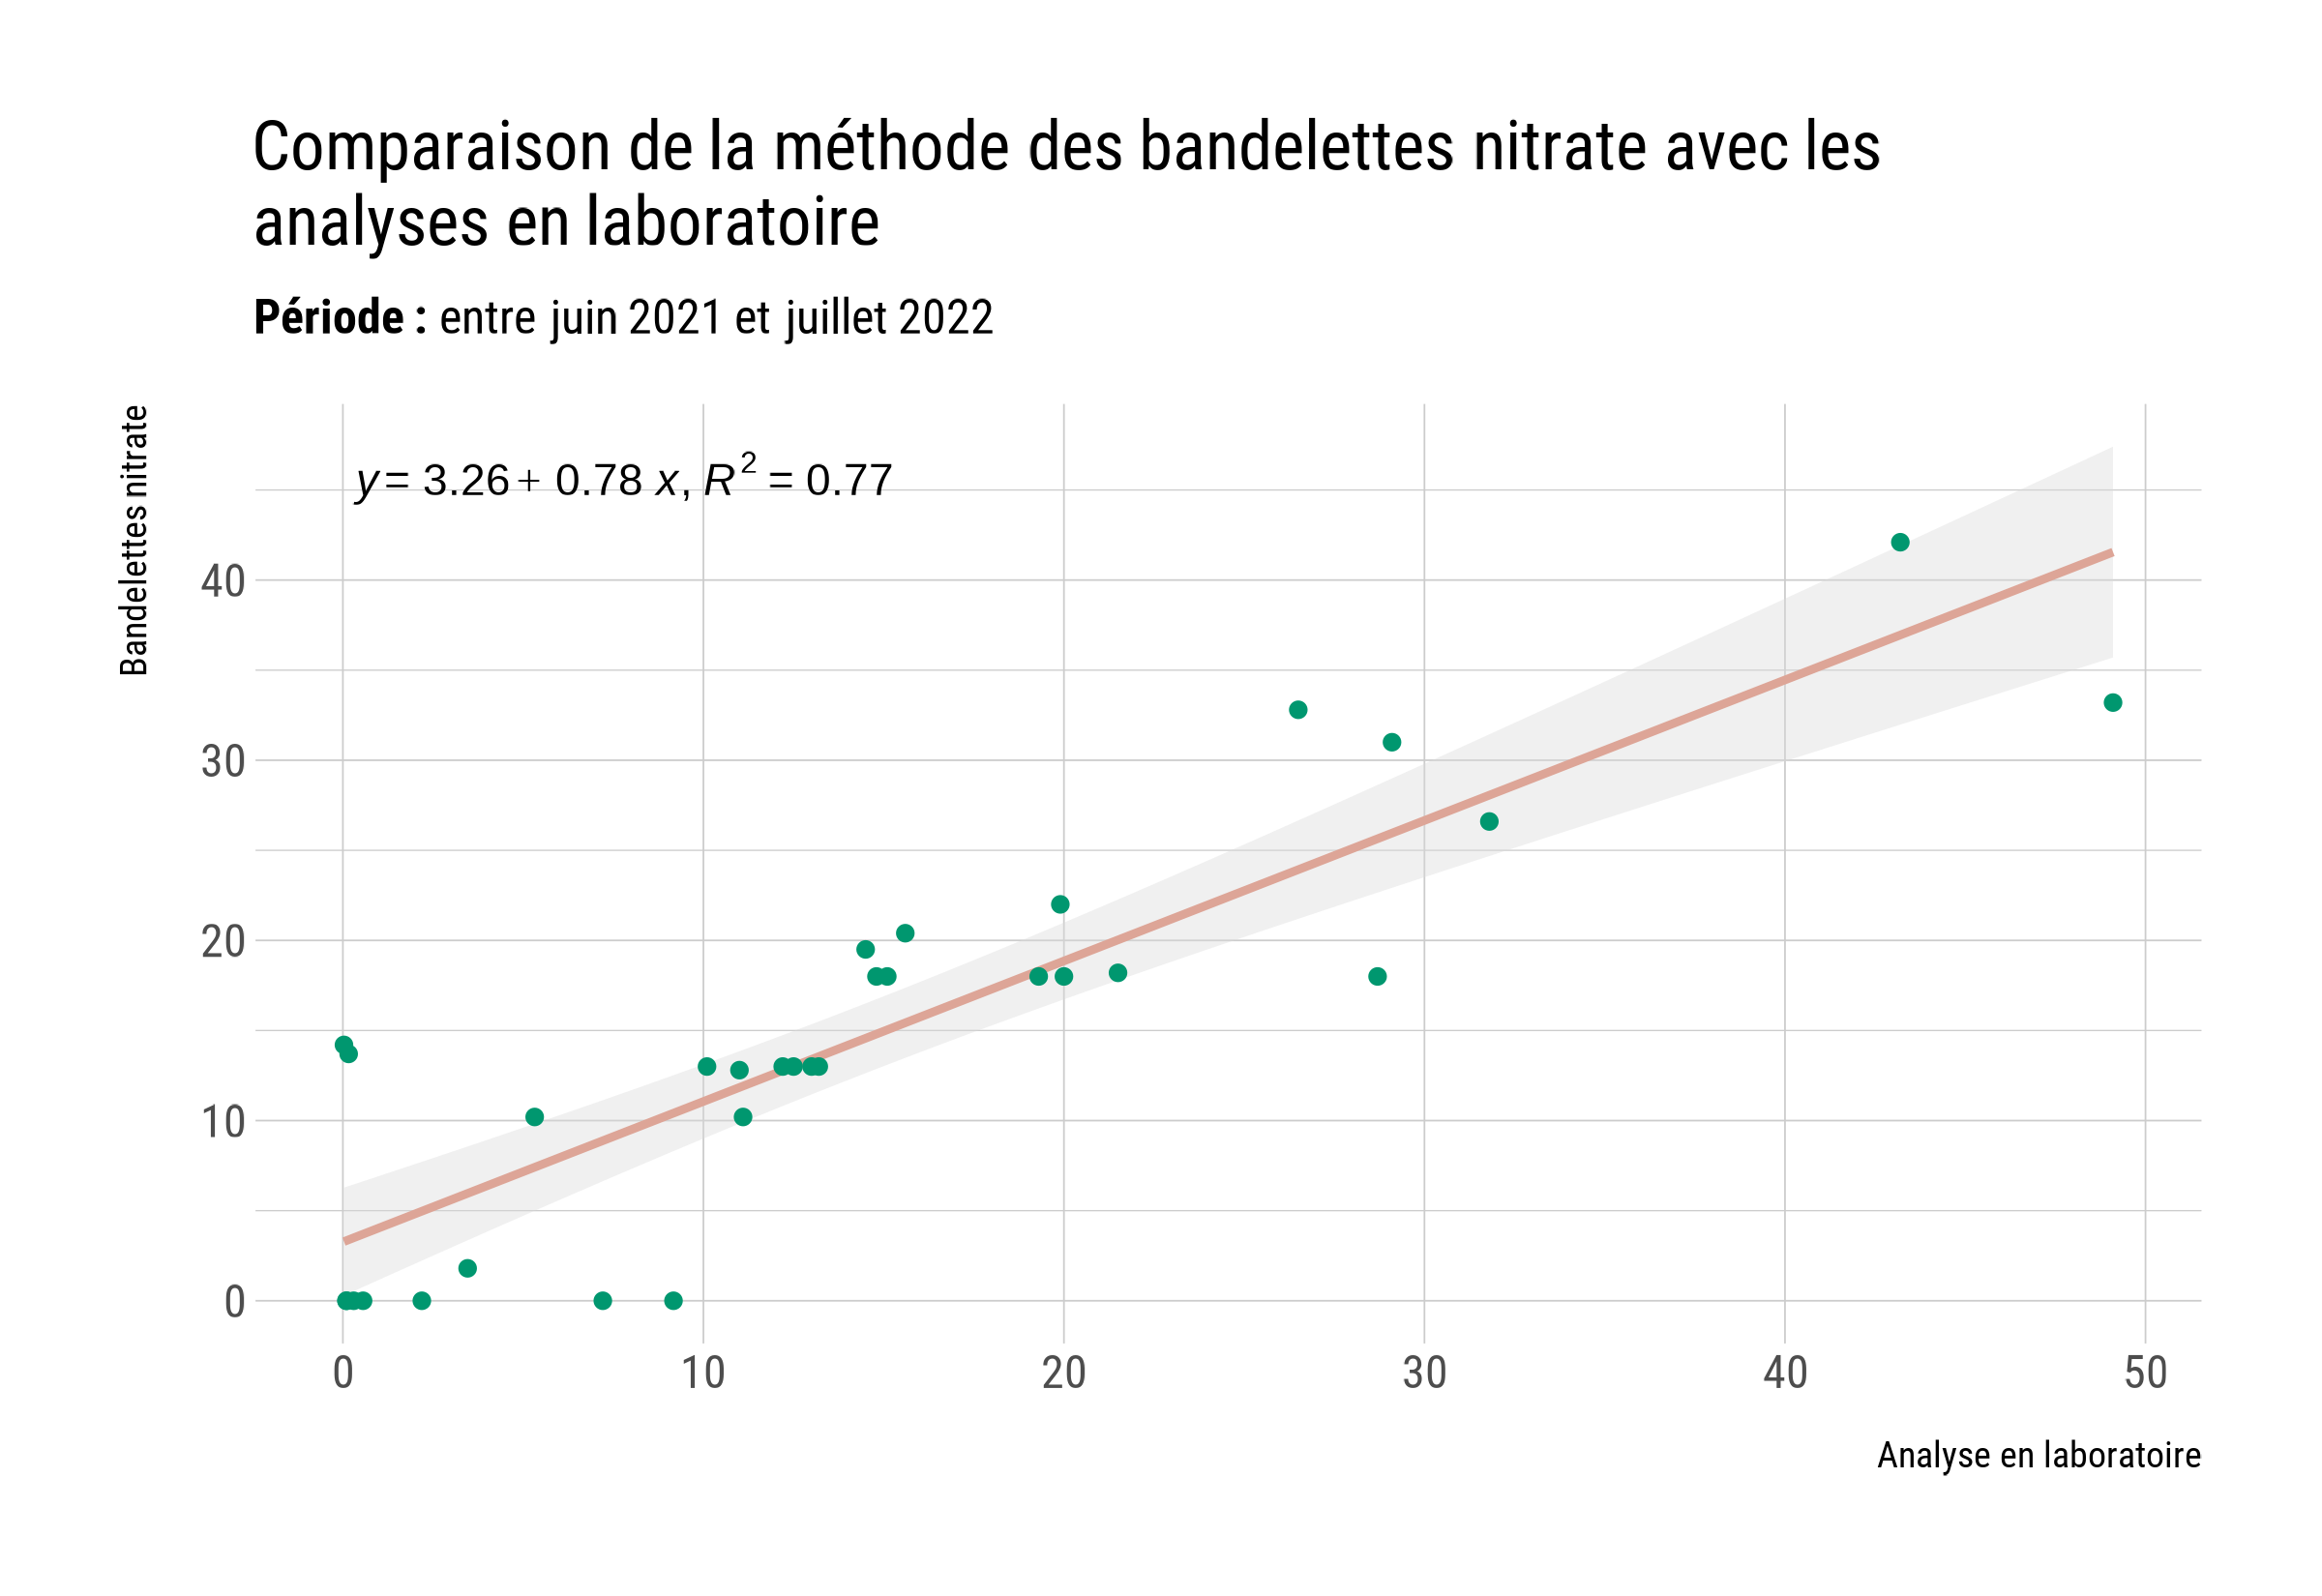 Comparaison de la méthode des bandelettes nitrate avec les
analyses en laboratoire
Période : entre juin 2021 et juillet 2022
Bandelettes nitrate
y = 3.26 + 0.78 x, R² = 0.77
40
30
20
10
0
0 10 20 30 40 50
Analyse en laboratoire